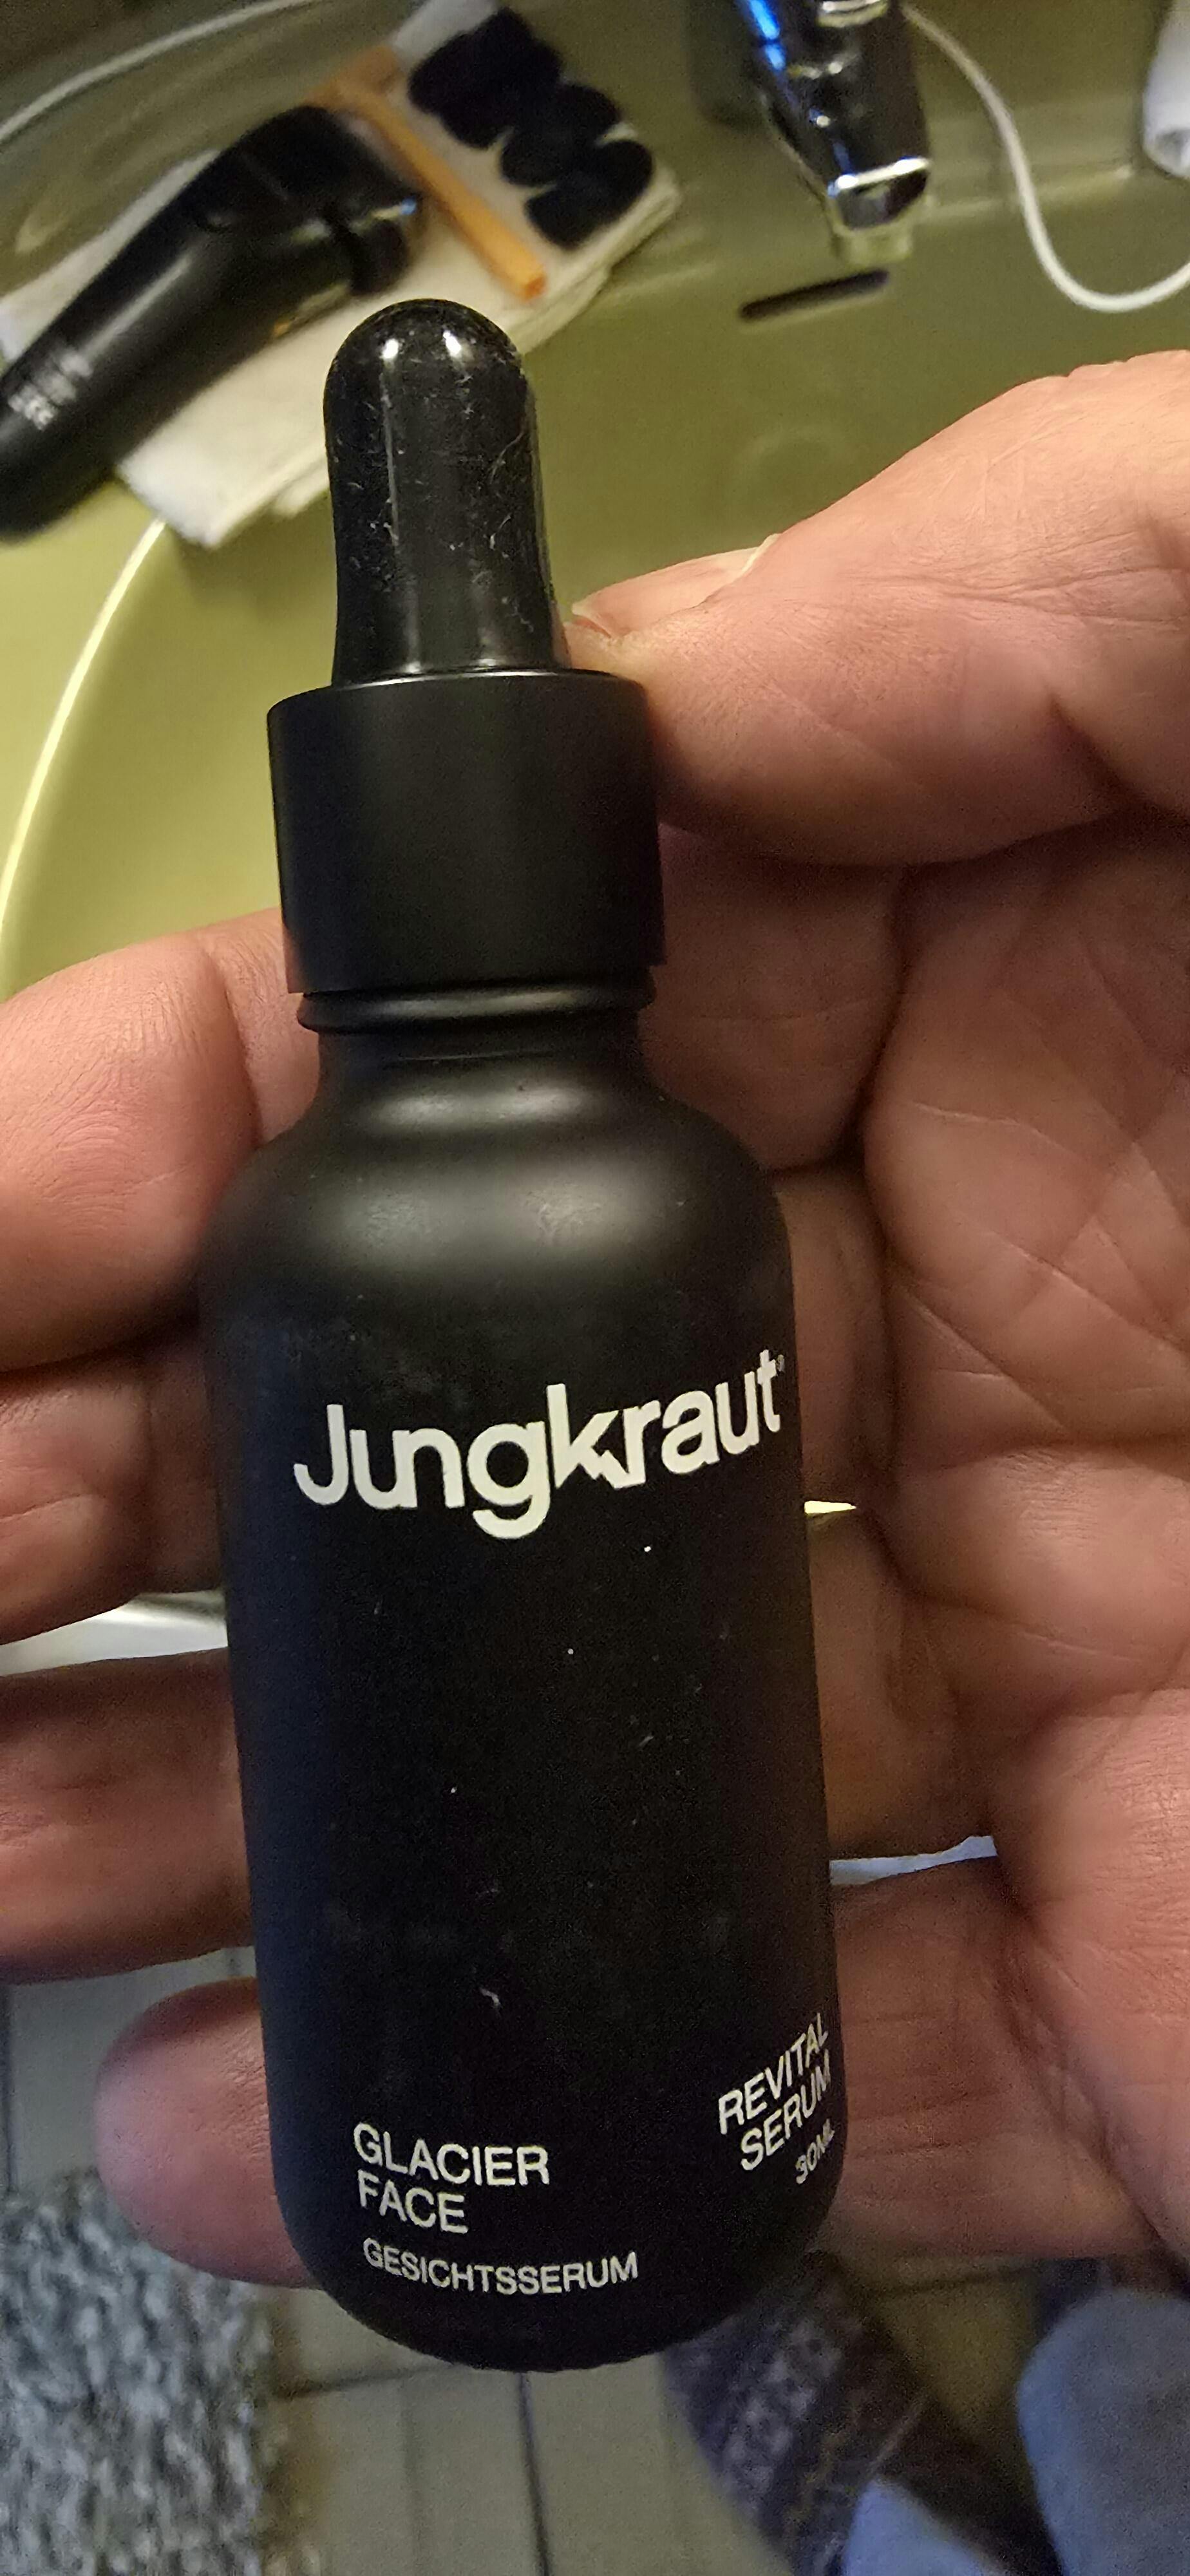 Jungkraut®
GLACIER
FACE
GESICHTSSERUM
REVITAL
SERUM
30ML